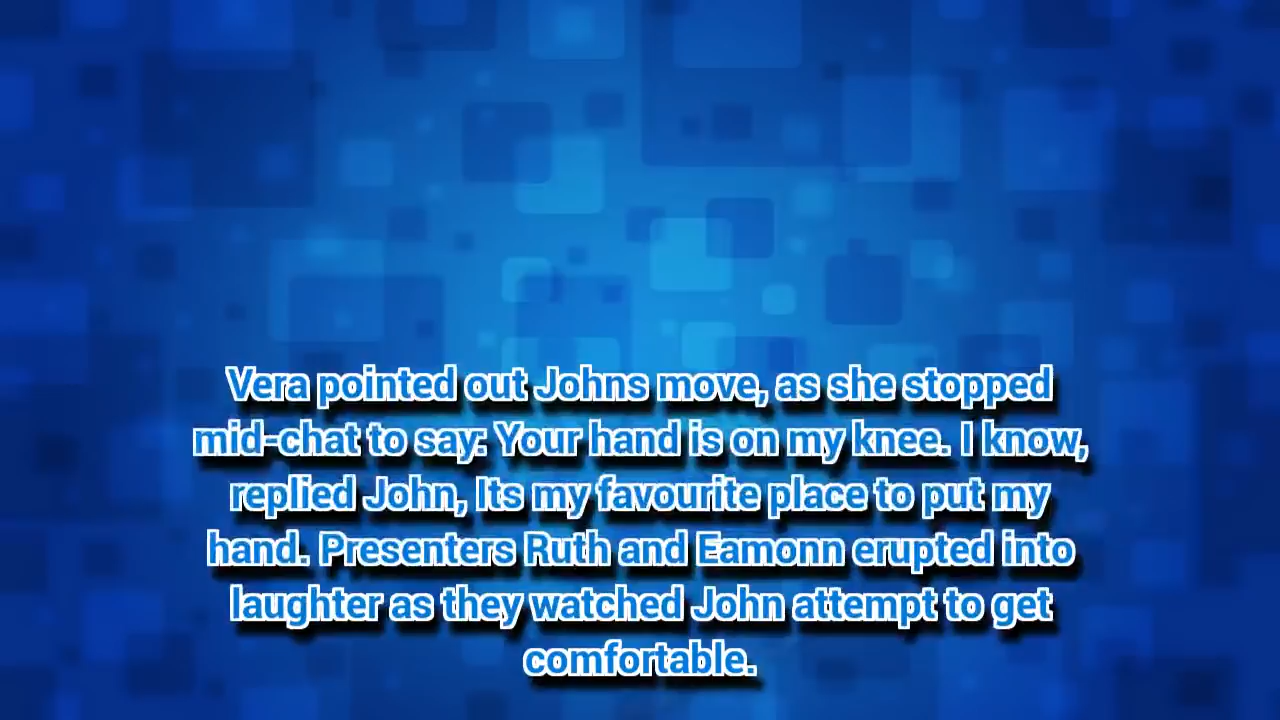 Vera pointed out Johns move, as she stopped
mid-chat to say: Your hand is on my knee. I know,
replied John, Its my favourite place to put my
hand. Presenters Ruth and Eamonn erupted into
laughter as they watched John attempt to get
comfortable.